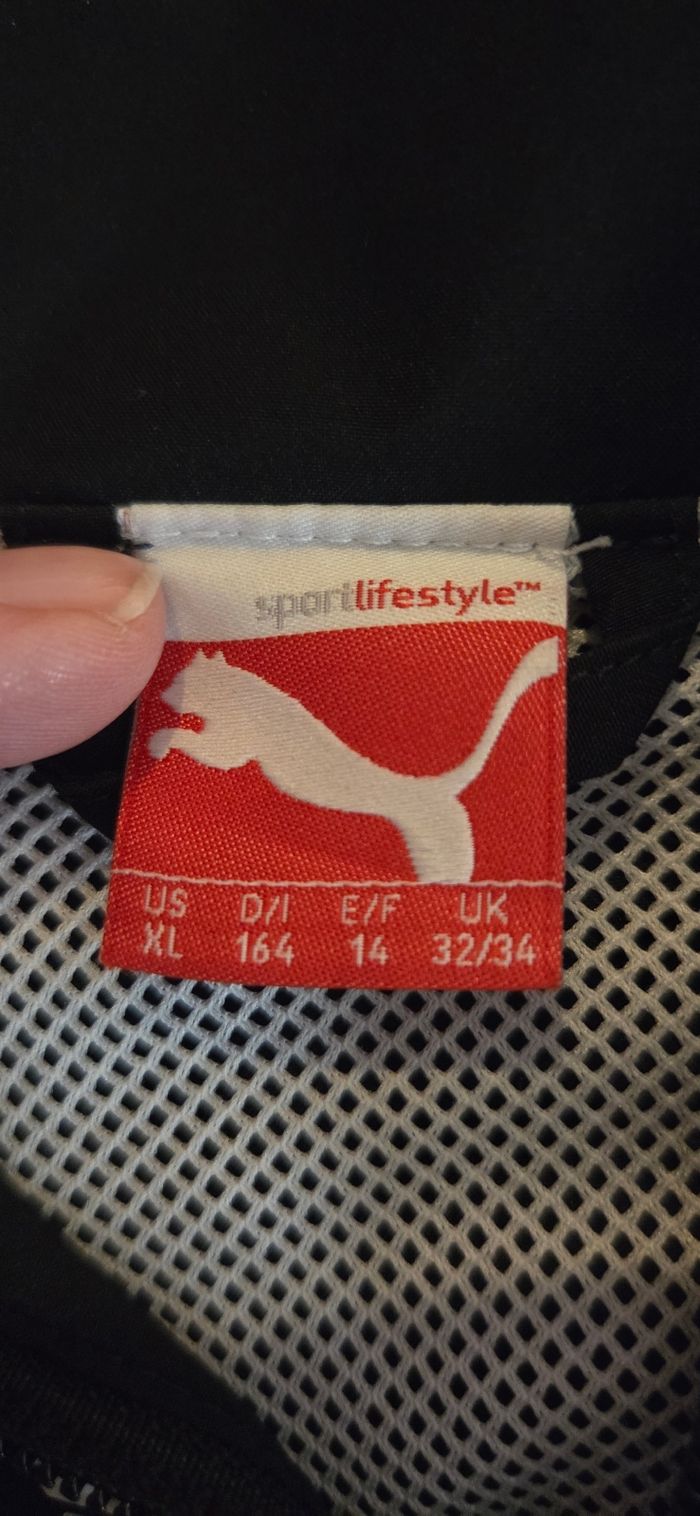 sportlifestyle™
US D/I E/F UK
XL 164 14 32/34